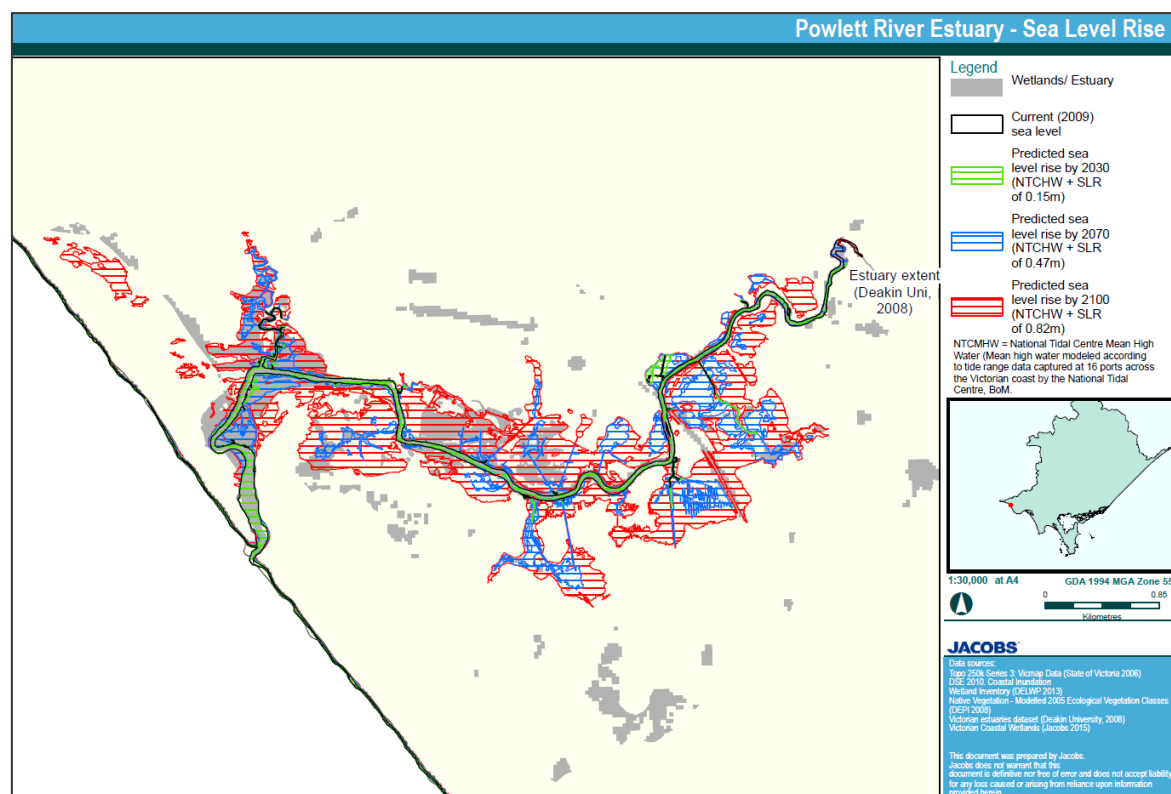 Powlett River Estuary - Sea Level Rise
Legend
Wetlands/ Estuary
Current (2009)
sea level
Predicted sea
level rise by 2030
(NTCHW + SLR
of 0.15m)
Predicted sea
level rise by 2070
(NTCHW + SLR
of 0.47m)
Predicted sea
level rise by 2100
(NTCHW + SLR
of 0.82m)
NTCMHW = National Tidal Centre Mean High
Water (Mean high water modeled according
to tide range data captured at 16 ports across
the Victorian coast by the National Tidal
Centre, BoM.
Estuary extent
(Deakin Uni,
2008)
1:30,000 at A4 GDA 1994 MGA Zone 55
0 0.85
Kilometres
JACOBS
Data sources:
Topo 250k Series 3: Vicmap Data (State of Victoria 2006)
DSE 2010. Coastal Inundation
Wetland Inventory (DELWP 2013)
Native Vegetation - Modelled 2005 Ecological Vegetation Classes
(DEPI 2008)
Victorian estuaries dataset (Deakin University, 2008)
Victorian Coastal Wetlands (Jacobs 2015)
This document was prepared by Jacobs.
Jacobs does not warrant that this
document is definitive nor free of error and does not accept liability
for any loss caused or arising from reliance upon information
provided herein